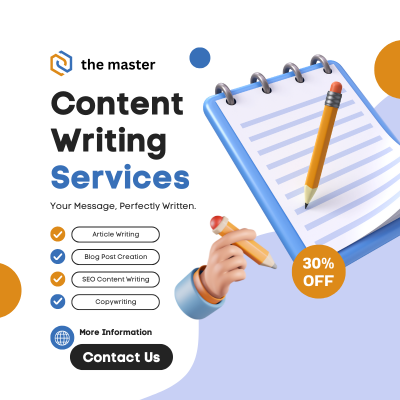 the master
Content
Writing
Services
Your Message, Perfectly Written.
Article Writing
Blog Post Creation
SEO Content Writing
Copywriting
30%
OFF
More Information
Contact Us